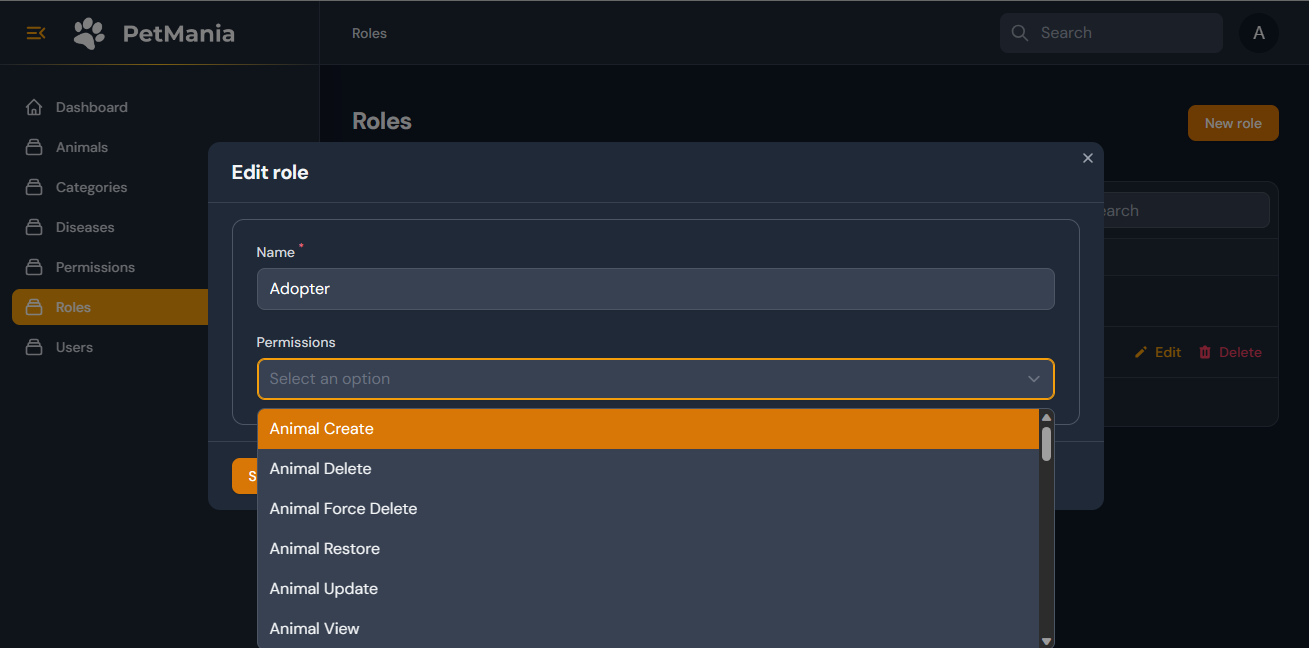 PetMania
Roles
Search
A
Dashboard
Animals
Categories
Diseases
Permissions
Roles
Users
Roles
New role
earch
Edit
Delete
Edit role
Name *
Adopter
Permissions
Select an option
Animal Create
Animal Delete
Animal Force Delete
Animal Restore
Animal Update
Animal View
S